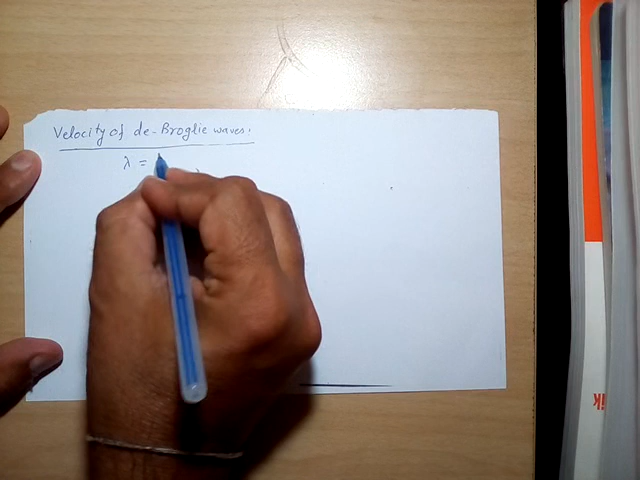 Velocity of de-Broglie waves:
λ =